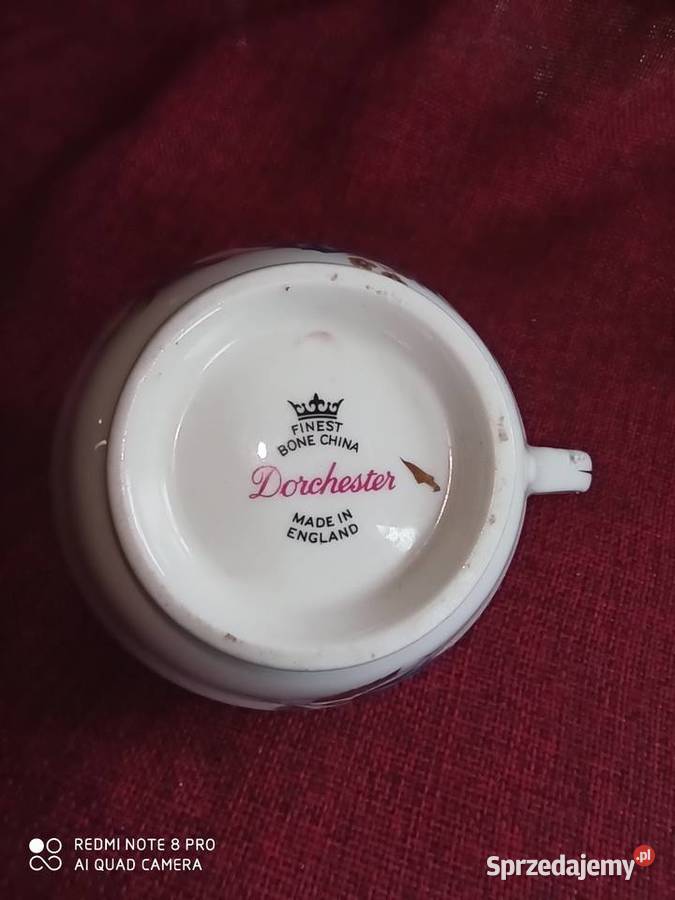 FINEST
BONE CHINA
Dorchester
MADE IN
ENGLAND
REDMI NOTE 8 PRO
AI QUAD CAMERA
Sprzedajemy.pl